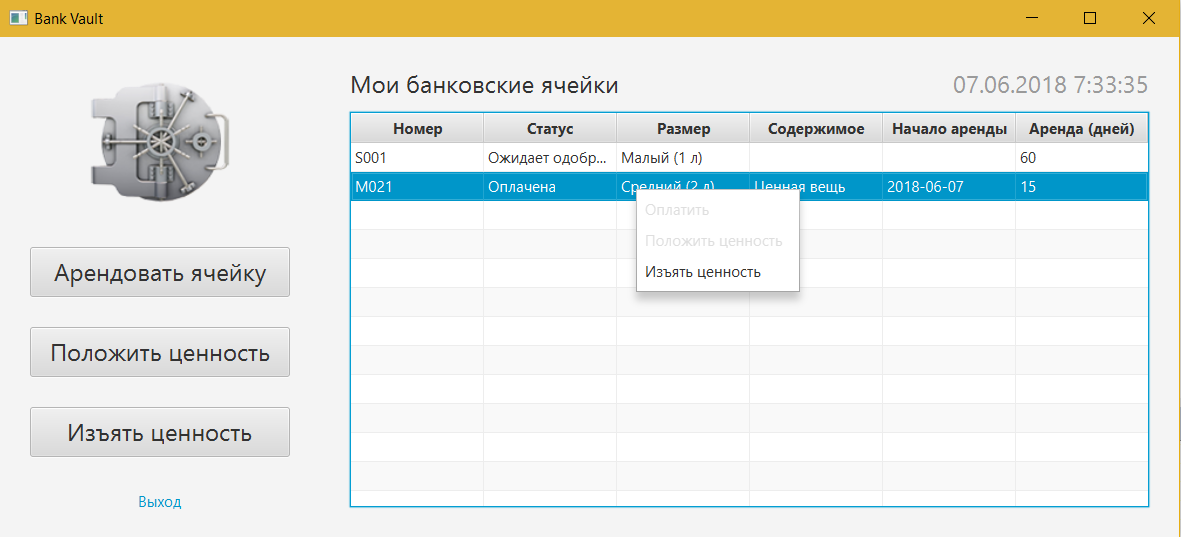 Bank Vault
Мои банковские ячейки
07.06.2018 7:33:35
Номер Статус Размер Содержимое Начало аренды Аренда (дней)
S001 Ожидает одобр... Малый (1 л) 60
M021 Оплачена Средний (2 л) Ценная вещь 2018-06-07 15
Оплатить
Положить ценность
Изъять ценность
Арендовать ячейку
Положить ценность
Изъять ценность
Выход